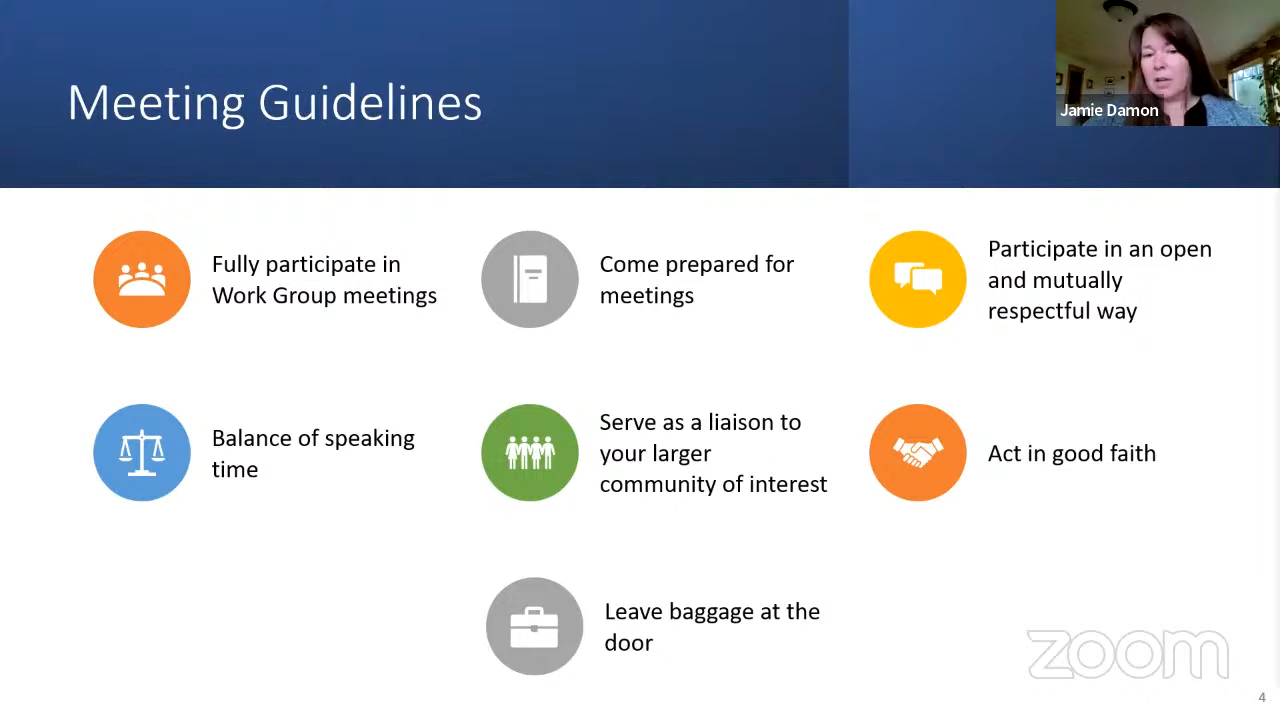 Meeting Guidelines
Jamie Damon
Fully participate in
Work Group meetings
Come prepared for
meetings
Participate in an open
and mutually
respectful way
Balance of speaking
time
Serve as a liaison to
your larger
community of interest
Act in good faith
Leave baggage at the
door
zoom
4